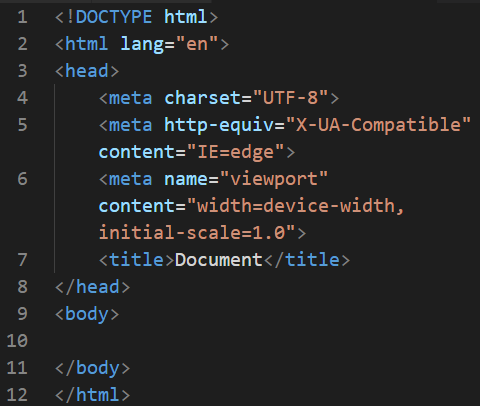 1 <!DOCTYPE html>
2 <html lang="en">
3 <head>
4 <meta charset="UTF-8">
5 <meta http-equiv="X-UA-Compatible"
content="IE=edge">
6 <meta name="viewport"
content="width=device-width,
initial-scale=1.0">
7 <title>Document</title>
8 </head>
9 <body>
10
11 </body>
12 </html>